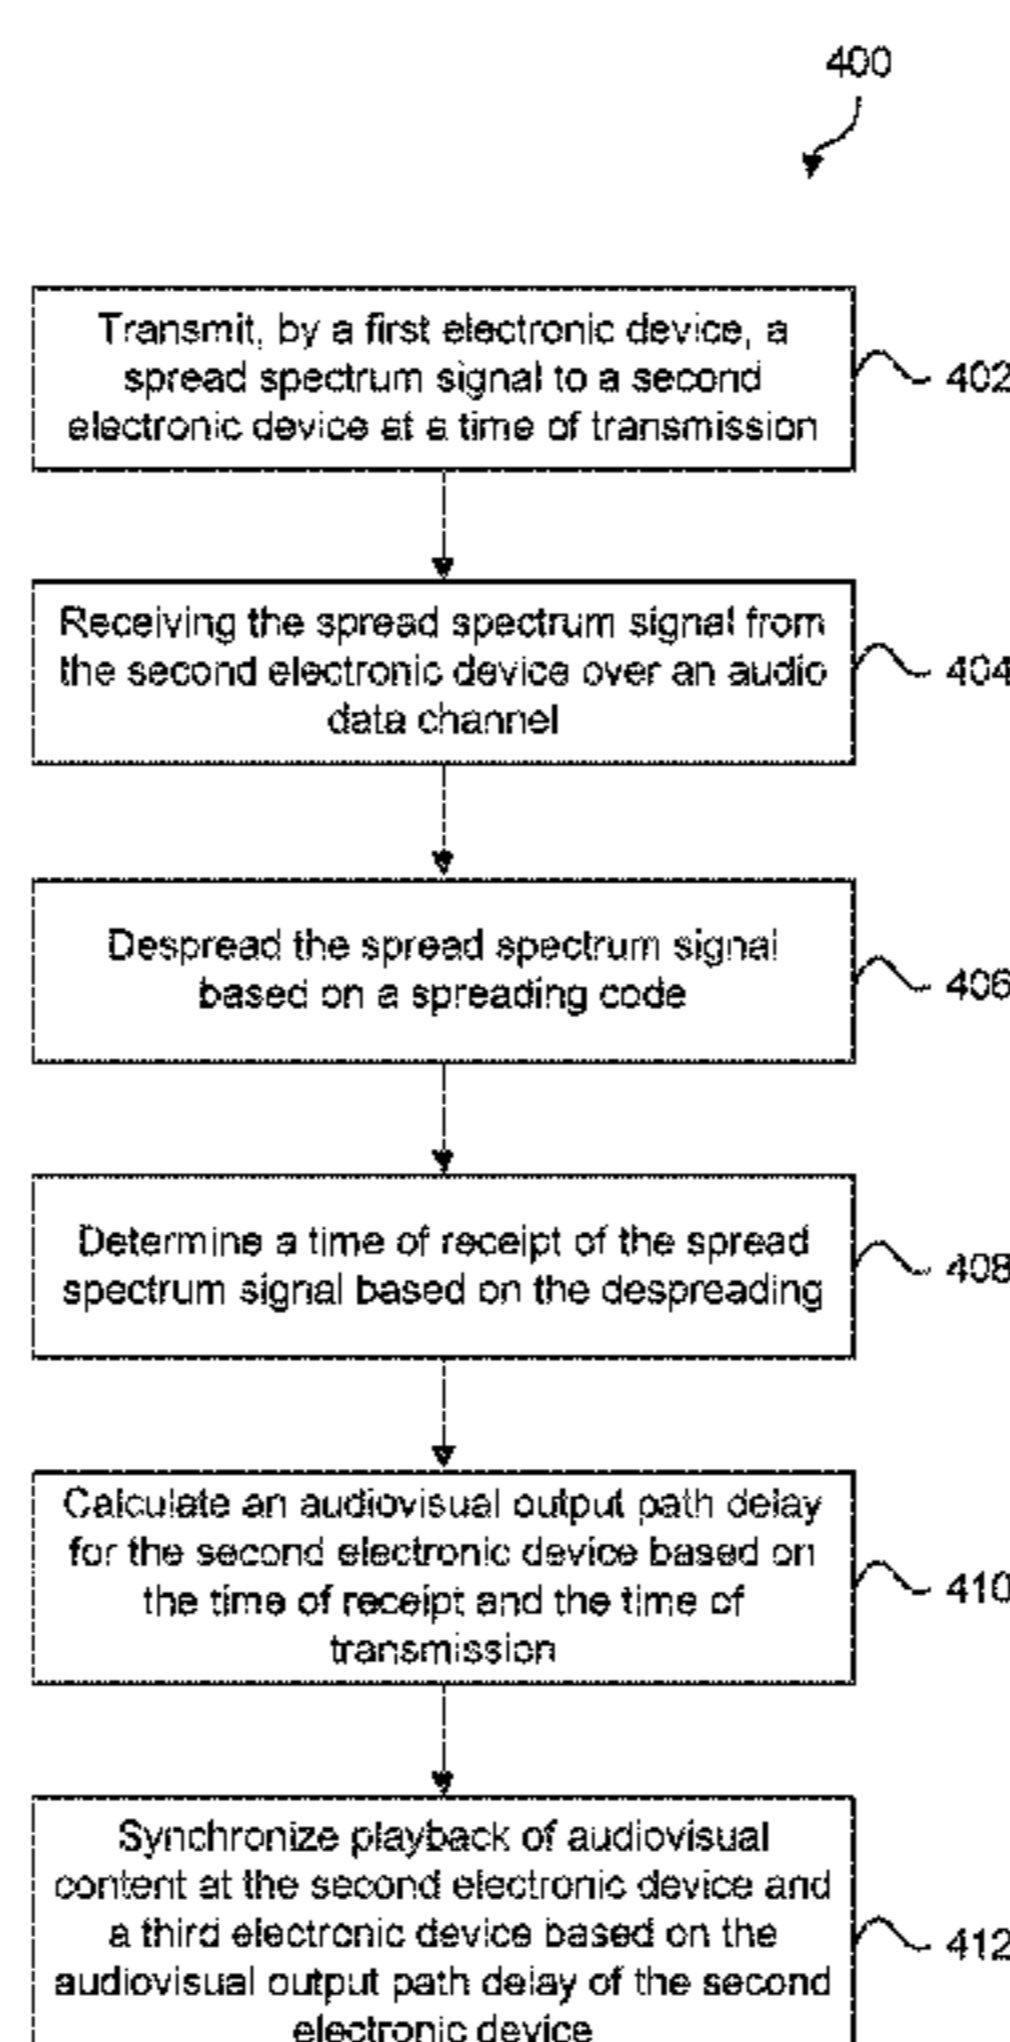 400
Transmit, by a first electronic device, a
spread spectrum signal to a second
electronic device at a time of transmission
402
Receiving the spread spectrum signal from
the second electronic device over an audio
data channel
404
Despread the spread spectrum signal
based on a spreading code
406
Determine a time of receipt of the spread
spectrum signal based on the despreading
408
Calculate an audiovisual output path delay
for the second electronic device based on
the time of receipt and the time of
transmission
410
Synchronize playback of audiovisual
content at the second electronic device and
a third electronic device based on the
audiovisual output path delay of the second
electronic device
412